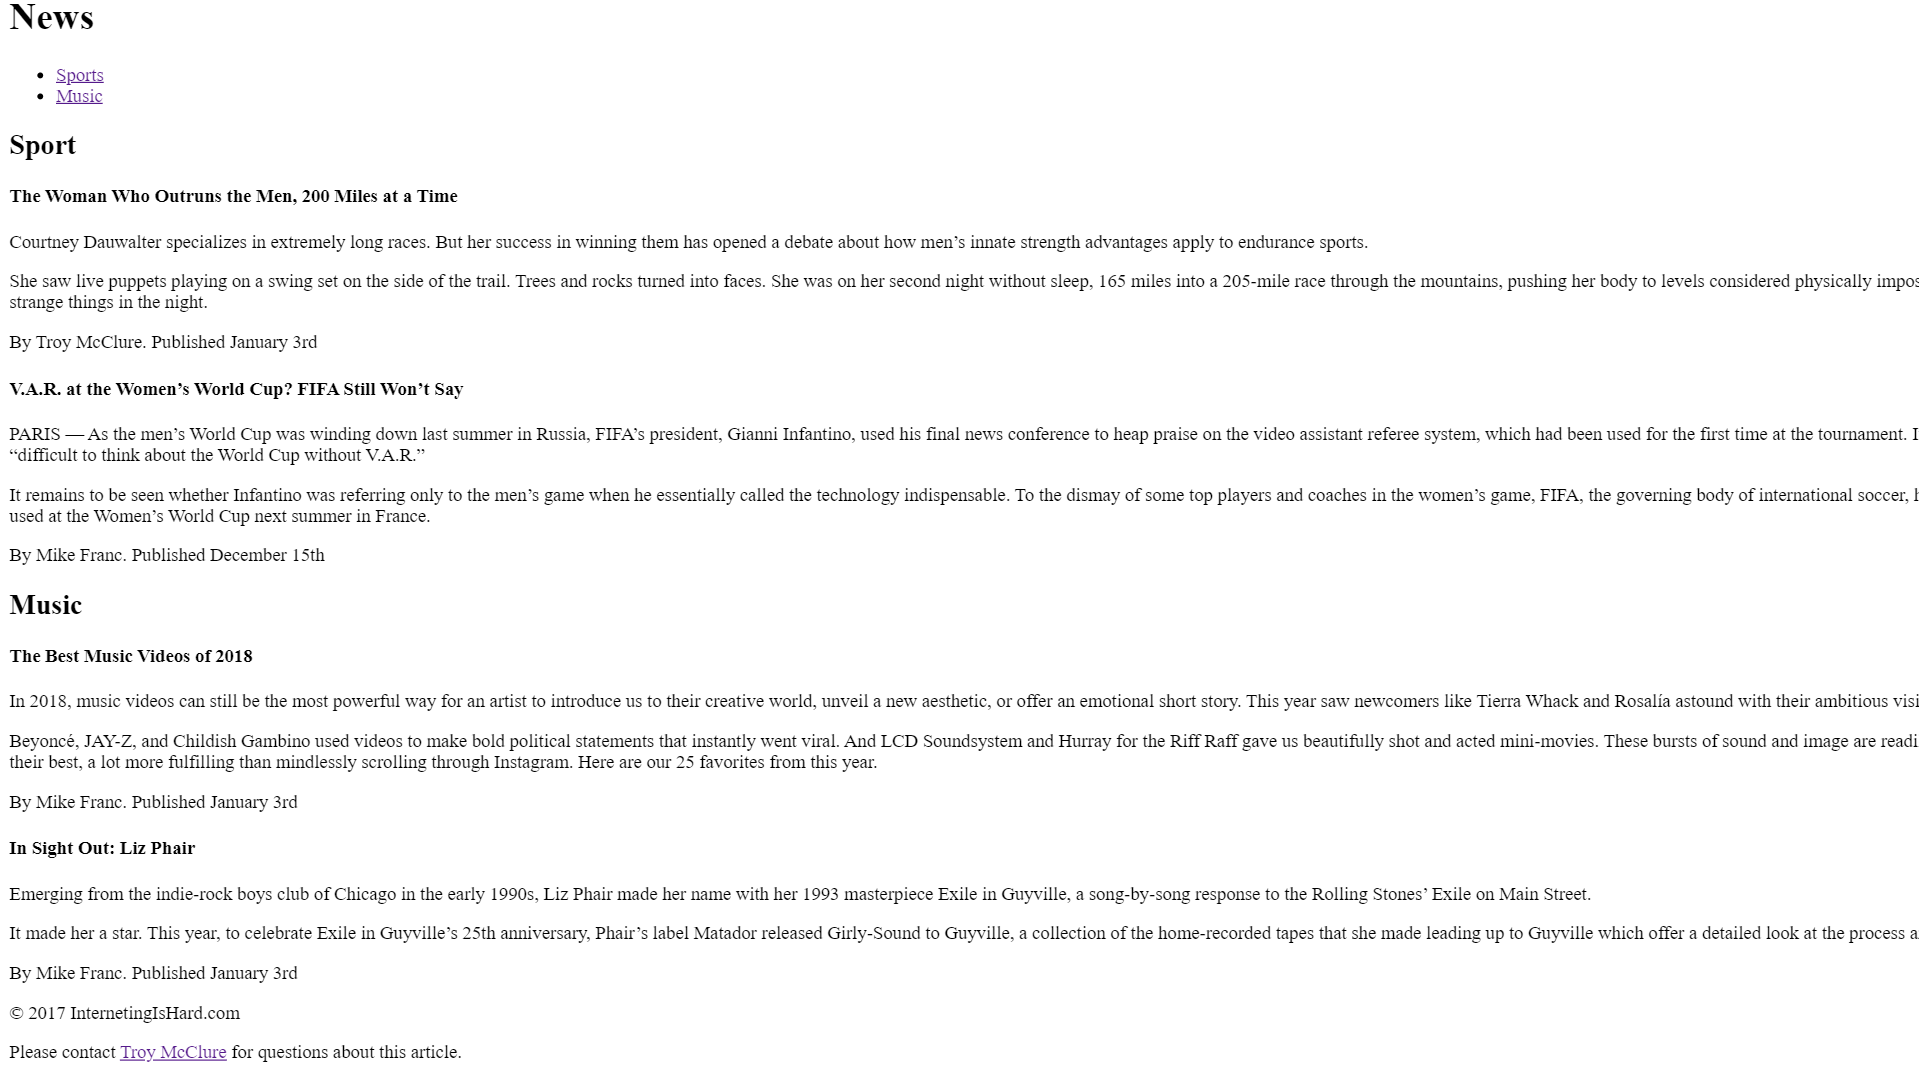 News
Sports
Music
Sport
The Woman Who Outruns the Men, 200 Miles at a Time
Courtney Dauwalter specializes in extremely long races. But her success in winning them has opened a debate about how men’s innate strength advantages apply to endurance sports.
She saw live puppets playing on a swing set on the side of the trail. Trees and rocks turned into faces. She was on her second night without sleep, 165 miles into a 205-mile race through the mountains, pushing her body to levels considered physically
strange things in the night.
By Troy McClure. Published January 3rd
V.A.R. at the Women’s World Cup? FIFA Still Won’t Say
PARIS — As the men’s World Cup was winding down last summer in Russia, FIFA’s president, Gianni Infantino, used his final news conference to heap praise on the video assistant referee system, which had been used for the first time at the tournament.
“difficult to think about the World Cup without V.A.R.”
It remains to be seen whether Infantino was referring only to the men’s game when he essentially called the technology indispensable. To the dismay of some top players and coaches in the women’s game, FIFA, the governing body of international soccer,
used at the Women’s World Cup next summer in France.
By Mike Franc. Published December 15th
Music
The Best Music Videos of 2018
In 2018, music videos can still be the most powerful way for an artist to introduce us to their creative world, unveil a new aesthetic, or offer an emotional short story. This year saw newcomers like Tierra Whack and Rosalía astound with their ambitious
Beyoncé, JAY-Z, and Childish Gambino used videos to make bold political statements that instantly went viral. And LCD Soundsystem and Hurray for the Riff Raff gave us beautifully shot and acted mini-movies. These bursts of sound and image are
their best, a lot more fulfilling than mindlessly scrolling through Instagram. Here are our 25 favorites from this year.
By Mike Franc. Published January 3rd
In Sight Out: Liz Phair
Emerging from the indie-rock boys club of Chicago in the early 1990s, Liz Phair made her name with her 1993 masterpiece Exile in Guyville, a song-by-song response to the Rolling Stones’ Exile on Main Street.
It made her a star. This year, to celebrate Exile in Guyville’s 25th anniversary, Phair’s label Matador released Girly-Sound to Guyville, a collection of the home-recorded tapes that she made leading up to Guyville which offer a detailed look at the process
By Mike Franc. Published January 3rd
© 2017 InternetingIsHard.com
Please contact Troy McClure for questions about this article.